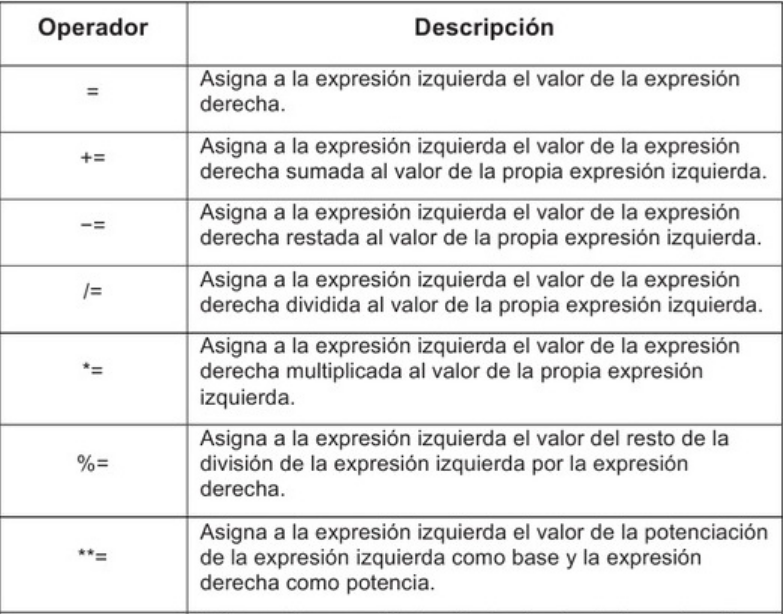 Operador Descripción
= Asigna a la expresión izquierda el valor de la expresión
derecha.
+= Asigna a la expresión izquierda el valor de la expresión
derecha sumada al valor de la propia expresión izquierda.
−= Asigna a la expresión izquierda el valor de la expresión
derecha restada al valor de la propia expresión izquierda.
/= Asigna a la expresión izquierda el valor de la expresión
derecha dividida al valor de la propia expresión izquierda.
*= Asigna a la expresión izquierda el valor de la expresión
derecha multiplicada al valor de la propia expresión
izquierda.
%= Asigna a la expresión izquierda el valor del resto de la
división de la expresión izquierda por la expresión
derecha.
**= Asigna a la expresión izquierda el valor de la potenciación
de la expresión izquierda como base y la expresión
derecha como potencia.